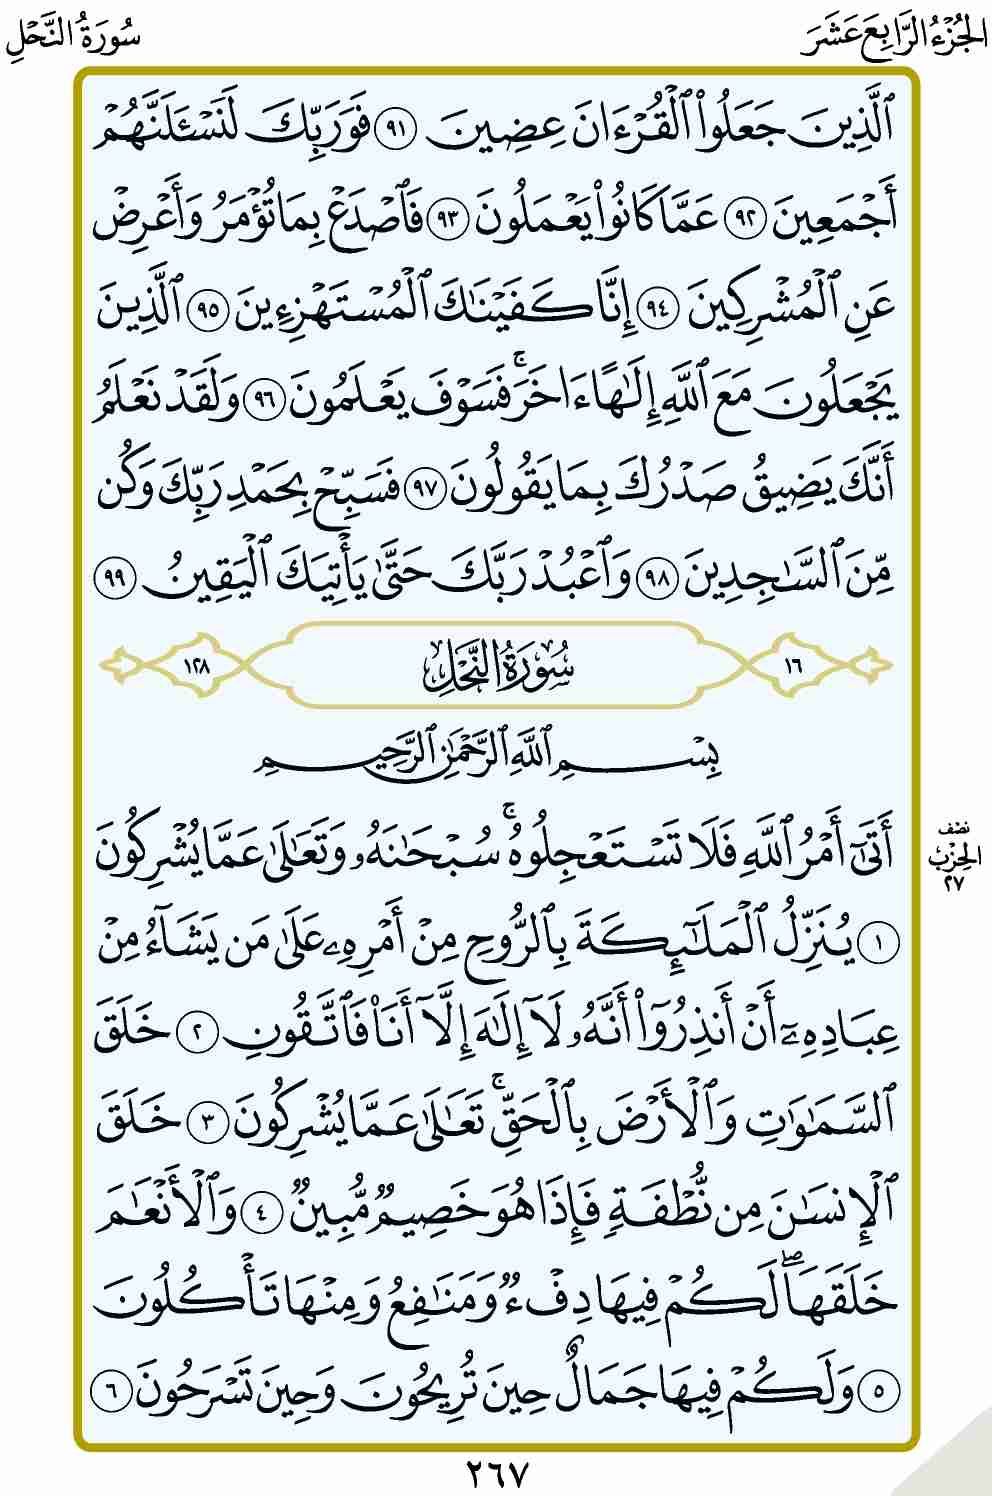 الجُزْءُ الرَّابِعَ عَشَرَ
سُورَةُ النَّحْلِ
ٱلَّذِينَ جَعَلُوا۟ ٱلْقُرْءَانَ عِضِينَ ٩١ فَوَرَبِّكَ لَنَسْـَٔلَنَّهُمْ
أَجْمَعِينَ ٩٢ عَمَّا كَانُوا۟ يَعْمَلُونَ ٩٣ فَٱصْدَعْ بِمَا تُؤْمَرُ وَأَعْرِضْ
عَنِ ٱلْمُشْرِكِينَ ٩٤ إِنَّا كَفَيْنَـٰكَ ٱلْمُسْتَهْزِءِينَ ٩٥ ٱلَّذِينَ
يَجْعَلُونَ مَعَ ٱللَّهِ إِلَـٰهًا ءَاخَرَ ۚ فَسَوْفَ يَعْلَمُونَ ٩٦ وَلَقَدْ نَعْلَمُ
أَنَّكَ يَضِيقُ صَدْرُكَ بِمَا يَقُولُونَ ٩٧ فَسَبِّحْ بِحَمْدِ رَبِّكَ وَكُن
مِّنَ ٱلسَّـٰجِدِينَ ٩٨ وَٱعْبُدْ رَبَّكَ حَتَّىٰ يَأْتِيَكَ ٱلْيَقِينُ ٩٩
١٦ سُورَةُ النَّحْلِ ١٢٨
بِسْمِ ٱللَّهِ ٱلرَّحْمَـٰنِ ٱلرَّحِيمِ
أَتَىٰٓ أَمْرُ ٱللَّهِ فَلَا تَسْتَعْجِلُوهُ ۚ سُبْحَـٰنَهُۥ وَتَعَـٰلَىٰ عَمَّا يُشْرِكُونَ
١ يُنَزِّلُ ٱلْمَلَـٰٓئِكَةَ بِٱلرُّوحِ مِنْ أَمْرِهِۦ عَلَىٰ مَن يَشَآءُ مِنْ
عِبَادِهِۦٓ أَنْ أَنذِرُوٓا۟ أَنَّهُۥ لَآ إِلَـٰهَ إِلَّآ أَنَا۠ فَٱتَّقُونِ ٢ خَلَقَ
ٱلسَّمَـٰوَٰتِ وَٱلْأَرْضَ بِٱلْحَقِّ ۚ تَعَـٰلَىٰ عَمَّا يُشْرِكُونَ ٣ خَلَقَ
ٱلْإِنسَـٰنَ مِن نُّطْفَةٍ فَإِذَا هُوَ خَصِيمٌ مُّبِينٌ ٤ وَٱلْأَنْعَـٰمَ
خَلَقَهَا ۗ لَكُمْ فِيهَا دِفْءٌ وَمَنَـٰفِعُ وَمِنْهَا تَأْكُلُونَ
٥ وَلَكُمْ فِيهَا جَمَالٌ حِينَ تُرِيحُونَ وَحِينَ تَسْرَحُونَ ٦
نصف
الحِزْبِ
٢٧
٢٦٧